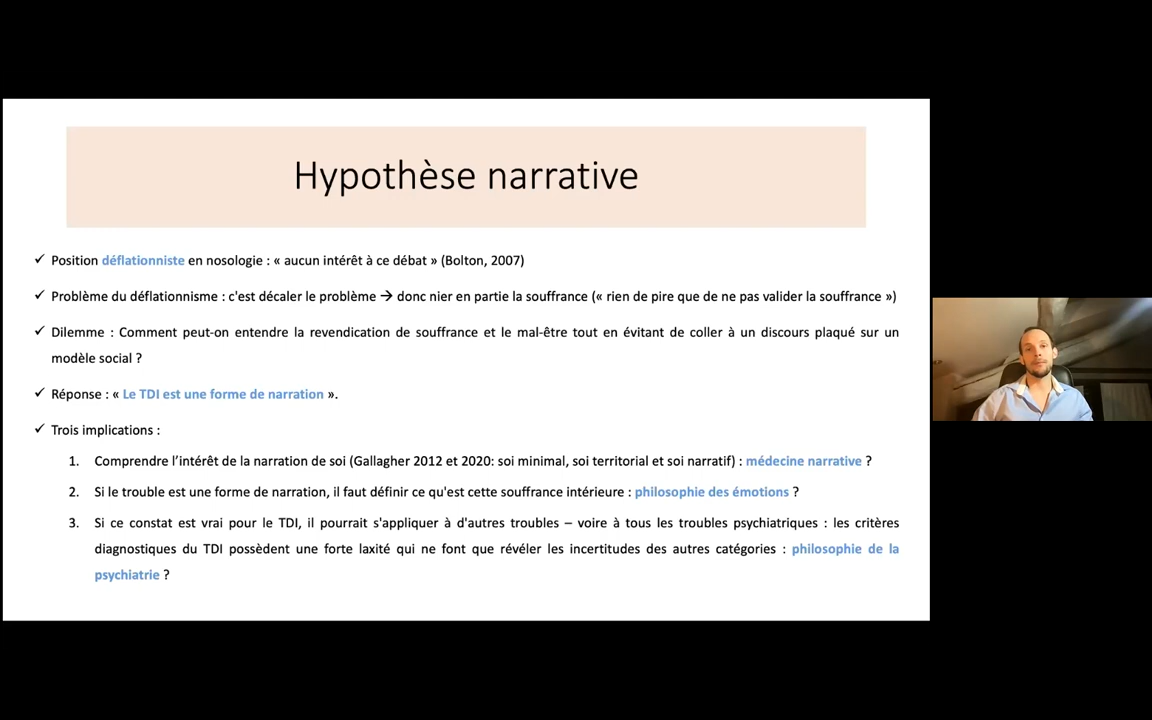 Hypothèse narrative
✓ Position déflationniste en nosologie : « aucun intérêt à ce débat » (Bolton, 2007)
✓ Problème du déflationnisme : c'est décaler le problème → donc nier en partie la souffrance (« rien de pire que de ne pas valider la souffrance »)
✓ Dilemme : Comment peut-on entendre la revendication de souffrance et le mal-être tout en évitant de coller à un discours plaqué sur un
modèle social ?
✓ Réponse : « Le TDI est une forme de narration ».
✓ Trois implications :
1. Comprendre l'intérêt de la narration de soi (Gallagher 2012 et 2020: soi minimal, soi territorial et soi narratif) : médecine narrative ?
2. Si le trouble est une forme de narration, il faut définir ce qu'est cette souffrance intérieure : philosophie des émotions ?
3. Si ce constat est vrai pour le TDI, il pourrait s'appliquer à d'autres troubles – voire à tous les troubles psychiatriques : les critères
diagnostiques du TDI possèdent une forte laxité qui ne font que révéler les incertitudes des autres catégories : philosophie de la
psychiatrie ?